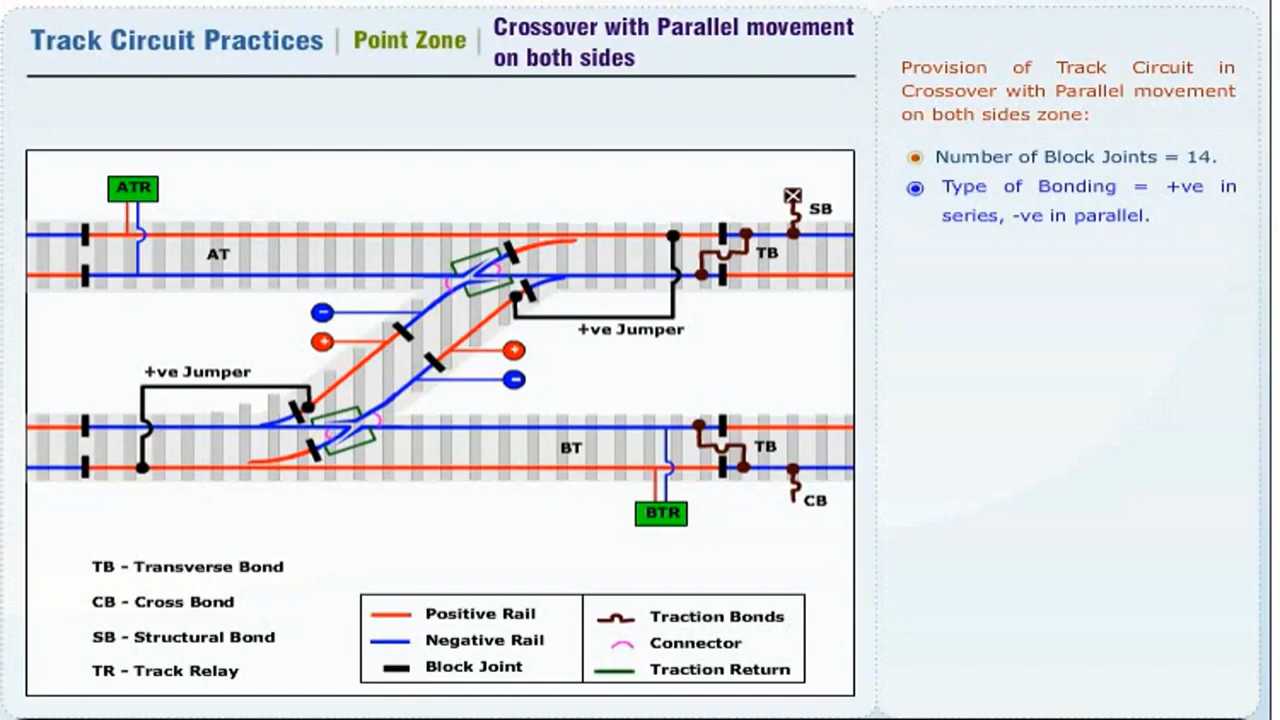 Track Circuit Practices | Point Zone | Crossover with Parallel movement
on both sides
Provision of Track Circuit in
Crossover with Parallel movement
on both sides zone:
Number of Block Joints = 14.
Type of Bonding = +ve in
series, -ve in parallel.
ATR
SB
AT
TB
+ve Jumper
+ve Jumper
BT
TB
BTR
CB
TB - Transverse Bond
CB - Cross Bond
SB - Structural Bond
TR - Track Relay
Positive Rail
Negative Rail
Block Joint
Traction Bonds
Connector
Traction Return